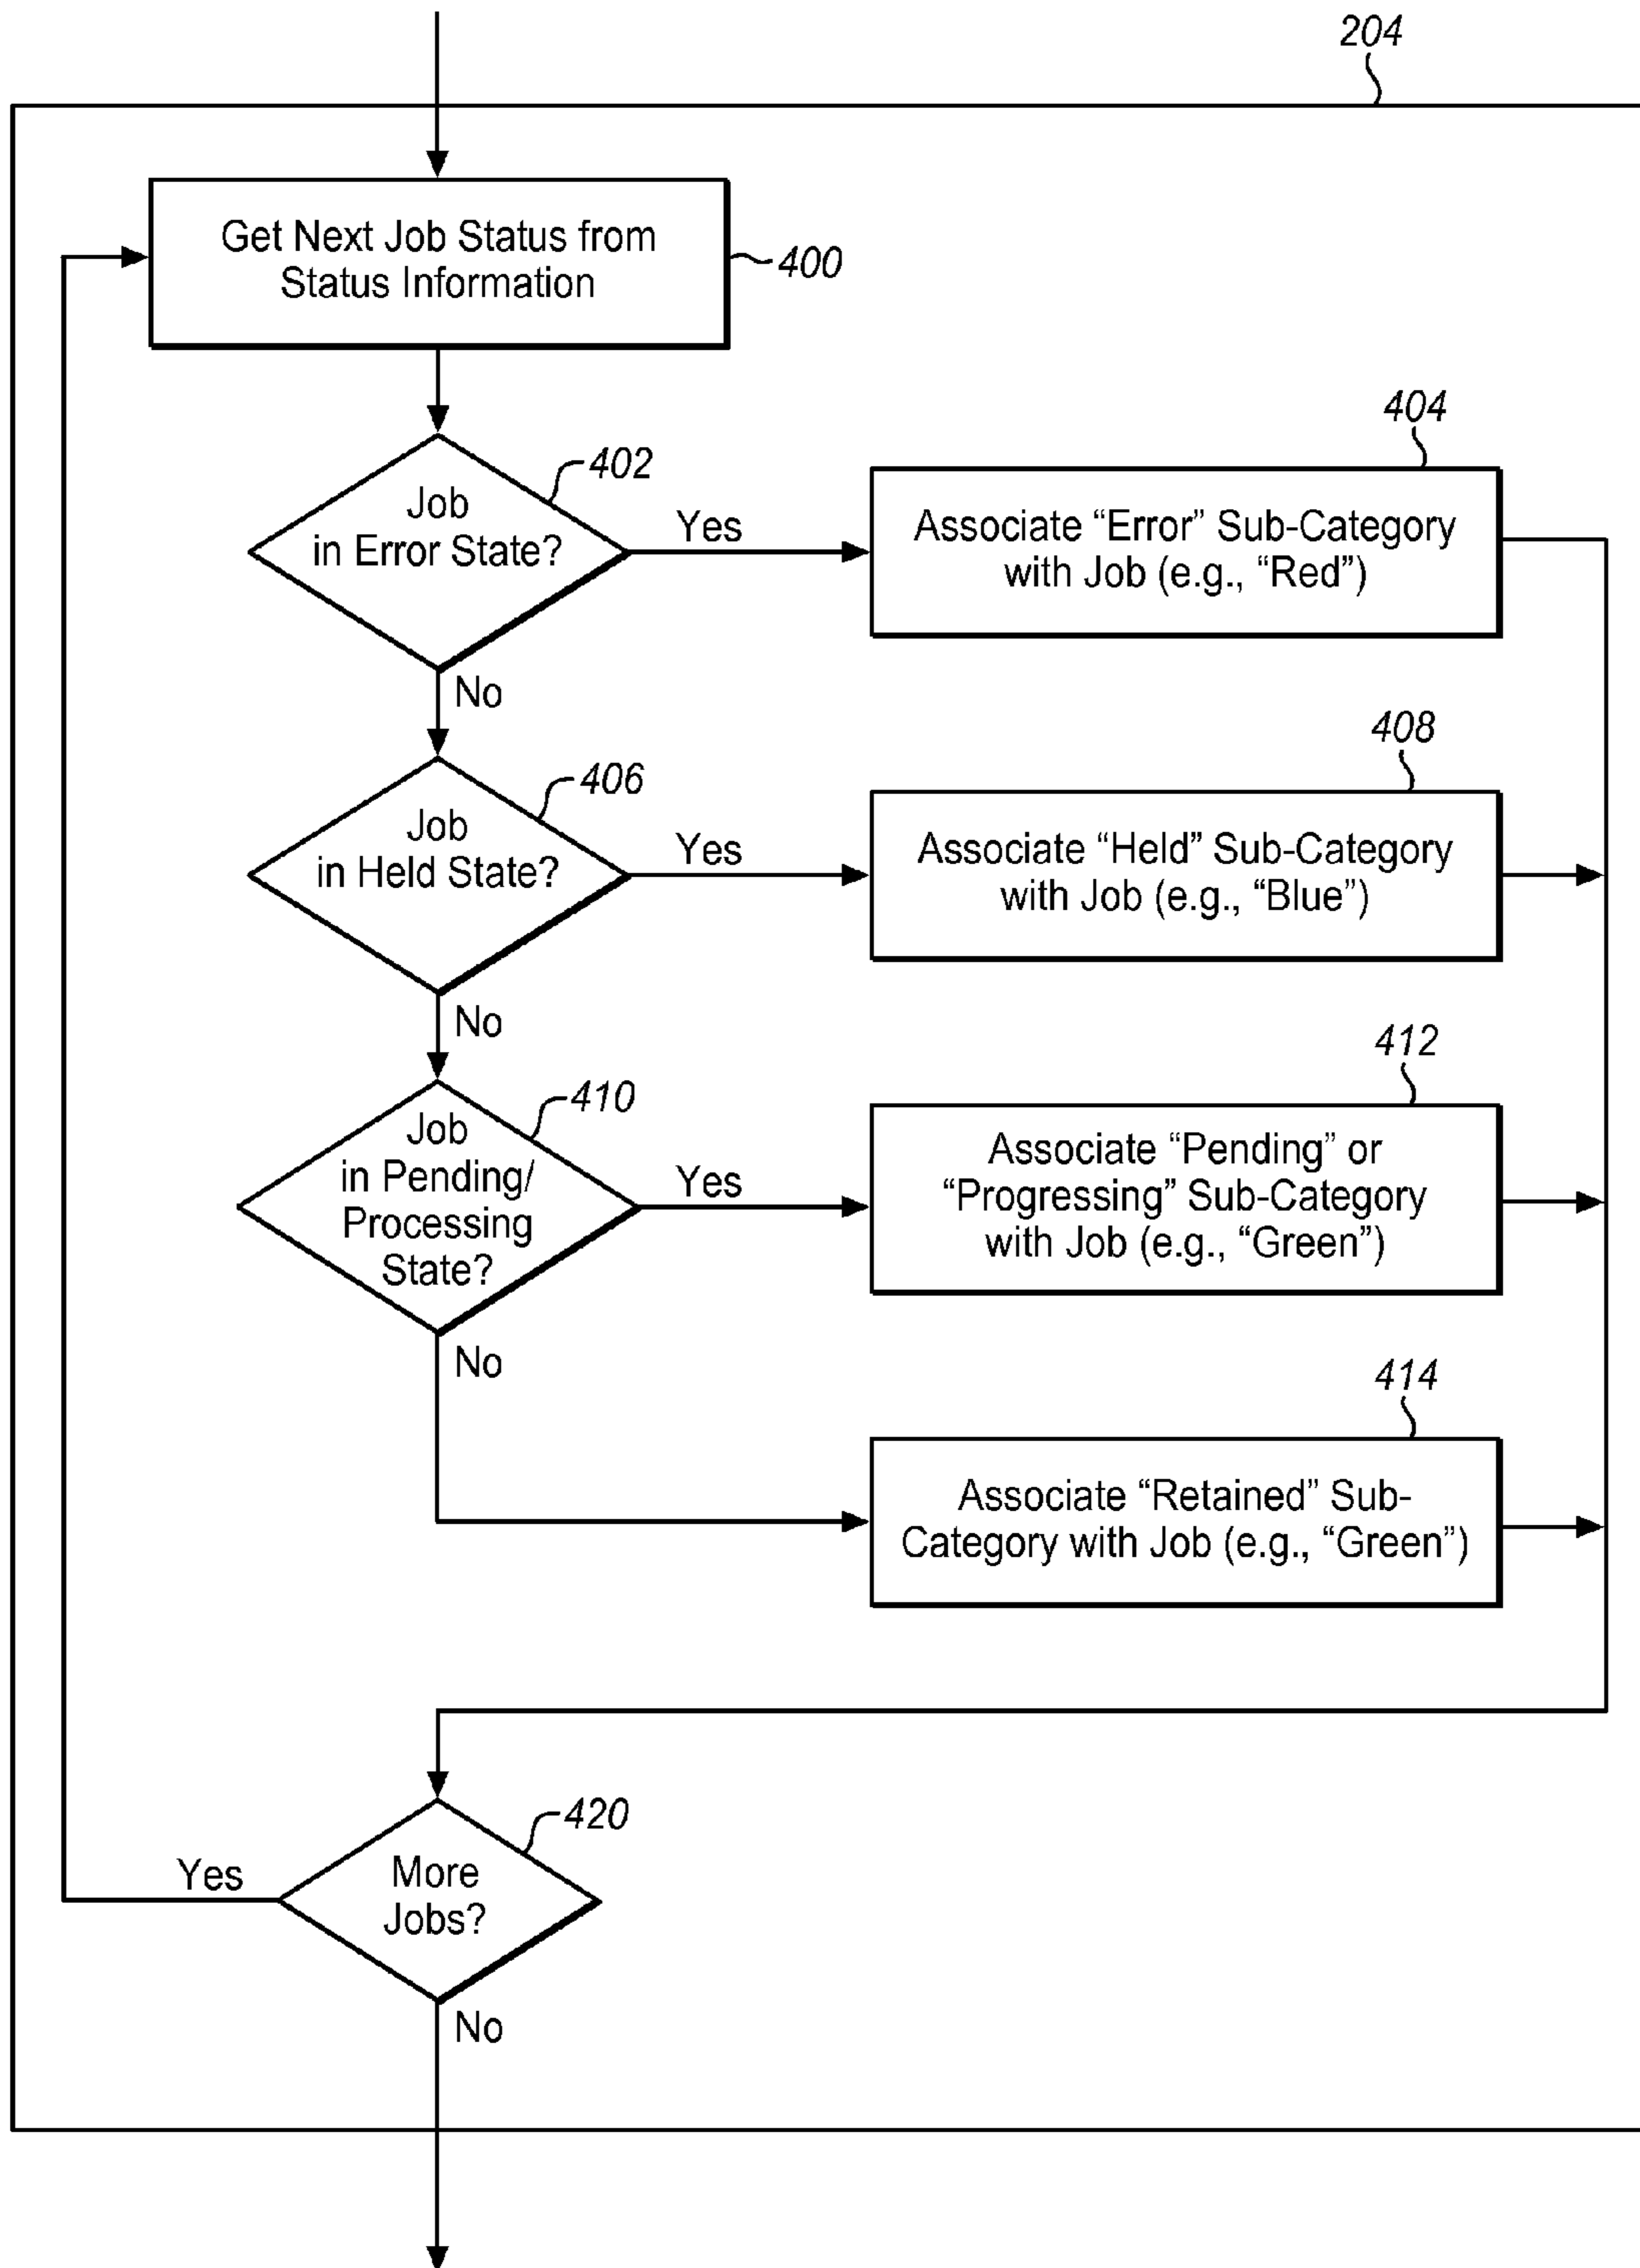 204
Get Next Job Status from
Status Information
400
402
Job
in Error State?
Yes
No
404
Associate “Error” Sub-Category
with Job (e.g., “Red”)
406
Job
in Held State?
Yes
No
408
Associate “Held” Sub-Category
with Job (e.g., “Blue”)
410
Job
in Pending/
Processing
State?
Yes
No
412
Associate “Pending” or
“Progressing” Sub-Category
with Job (e.g., “Green”)
414
Associate “Retained” Sub-
Category with Job (e.g., “Green”)
420
More
Jobs?
Yes
No